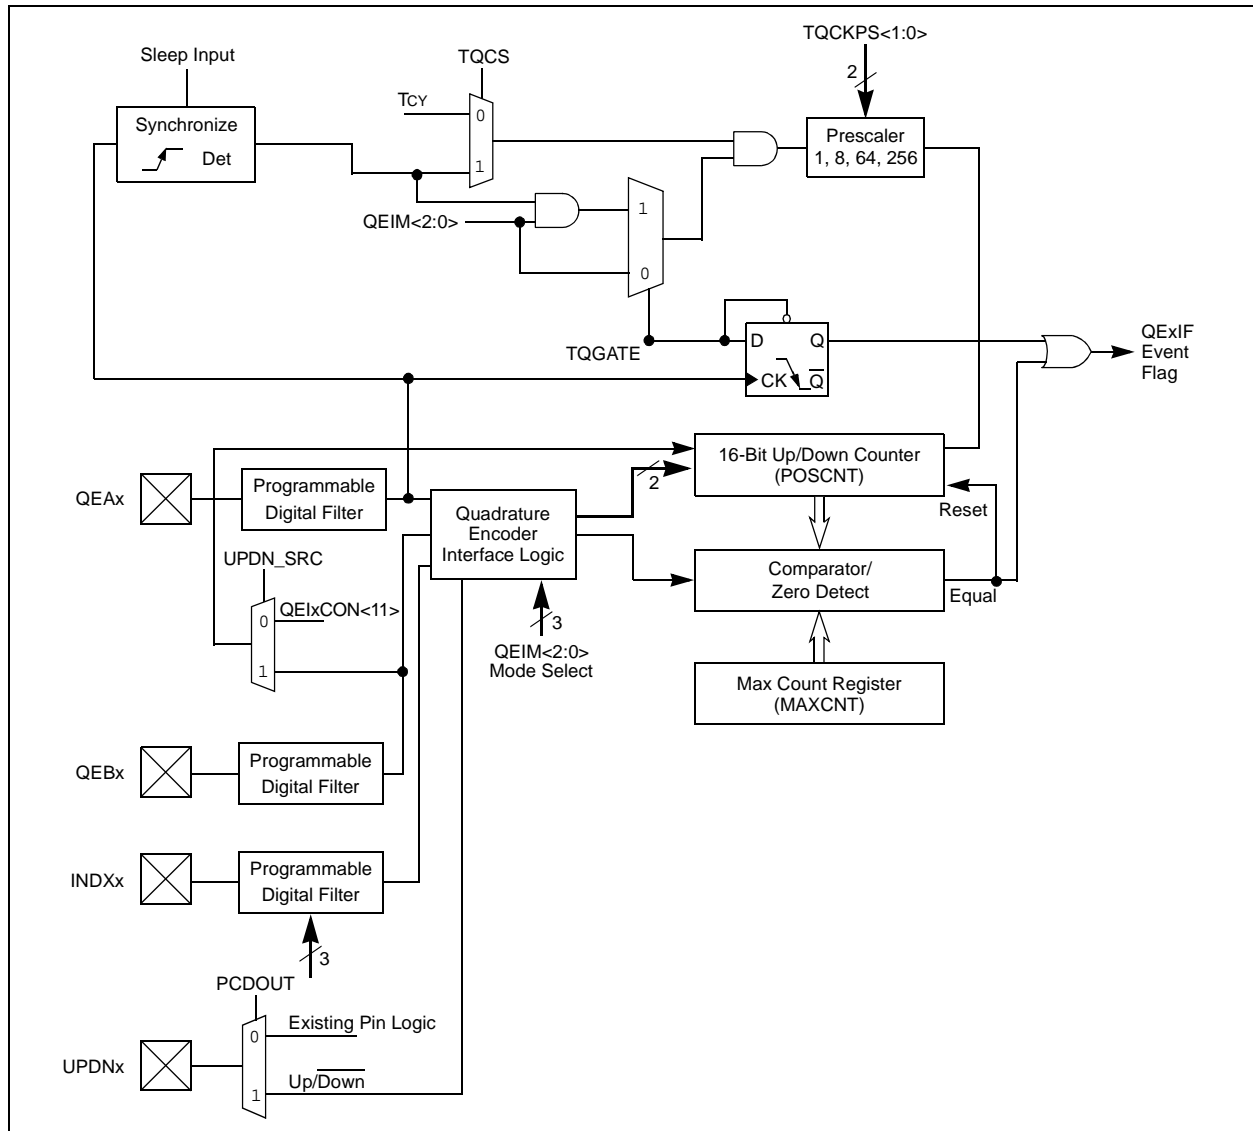 TQCKPS<1:0>
Sleep Input
TQCS
2
TCY
0
Synchronize
Det
Prescaler
1, 8, 64, 256
1
QEIM<2:0>
1
0
TQGATE
D
Q
CK
Q
QExIF
Event
Flag
16-Bit Up/Down Counter
(POSCNT)
2
QEAx
Programmable
Digital Filter
Quadrature
Encoder
Interface Logic
Reset
UPDN_SRC
Comparator/
Zero Detect
Equal
0
QEIxCON<11>
1
3
QEIM<2:0>
Mode Select
Max Count Register
(MAXCNT)
QEBx
Programmable
Digital Filter
INDXx
Programmable
Digital Filter
3
PCDOUT
0
Existing Pin Logic
UPDNx
1
Up/Down